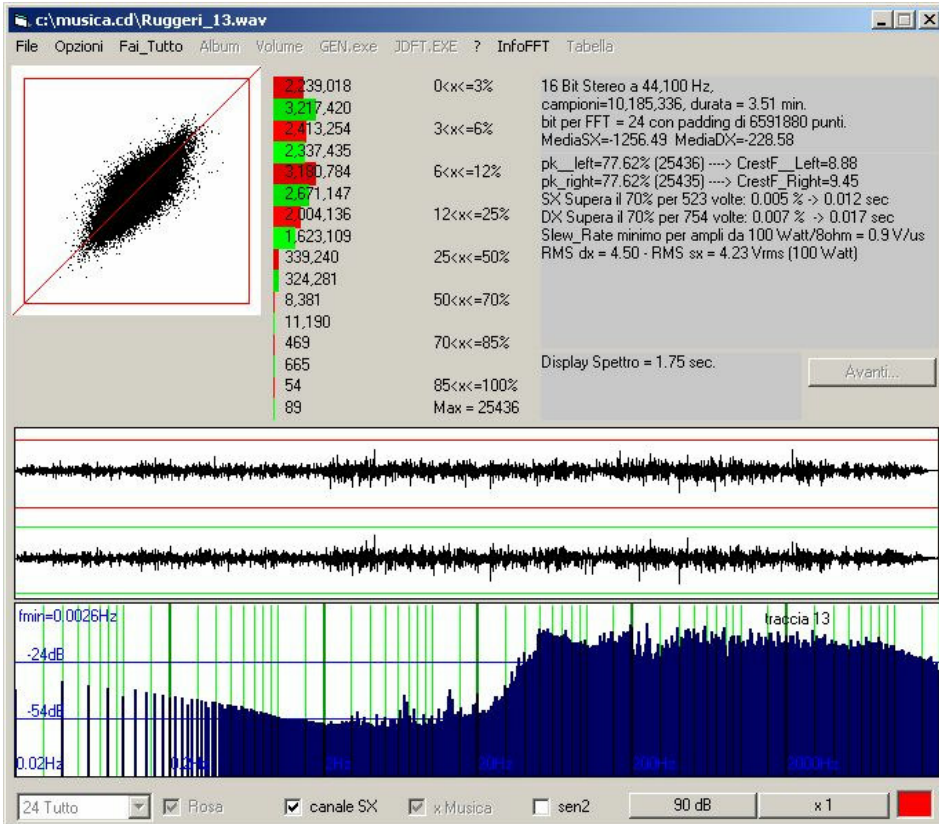 c:\musica.cd\Ruggeri_13.wav
File Opzioni Fai_Tutto Album Volume GEN.exe JDFT.EXE ? InfoFFT Tabella
2,239,018 0<x<=3%
3,217,420
2,413,254 3<x<=6%
2,337,435
3,180,784 6<x<=12%
2,671,147
2,004,136 12<x<=25%
1,623,109
339,240 25<x<=50%
324,281
8,381 50<x<=70%
11,190
469 70<x<=85%
665
54 85<x<=100%
89 Max = 25436
16 Bit Stereo a 44,100 Hz,
campioni=10,185,336, durata = 3.51 min.
bit per FFT = 24 con padding di 6591880 punti.
MediaSX=-1256.49 MediaDX=-228.58
pk__left=77.62% (25436) ----> CrestF__Left=8.88
pk_right=77.62% (25435) ----> CrestF_Right=9.45
SX Supera il 70% per 523 volte: 0.005 % -> 0.012 sec
DX Supera il 70% per 754 volte: 0.007 % -> 0.017 sec
Slew_Rate minimo per ampli da 100 Watt/8ohm = 0.9 V/us
RMS dx = 4.50 - RMS sx = 4.23 Vrms (100 Watt)
Display Spettro = 1.75 sec.
Avanti...
fmin=0.0026Hz
traccia 13
-24dB
-54dB
0.02Hz 0.2Hz 2Hz 20Hz 200Hz 2000Hz
24 Tutto Rosa canale SX x Musica sen2 90 dB x 1